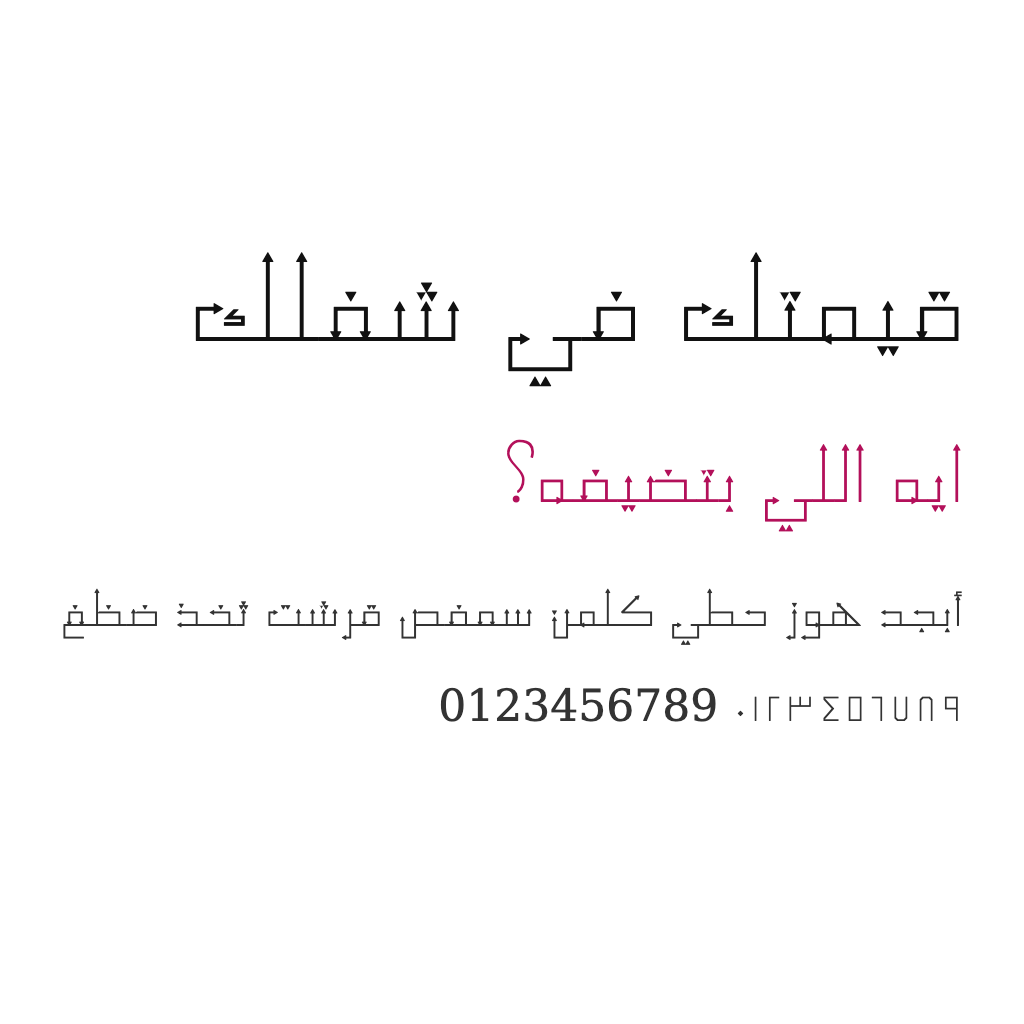 قيمتك في شغلك
ايه اللي بتضيفه؟
أبجد هوز حطي كلمن سعفص قرشت ثخذ ضظغ
0123456789 ٠١٢٣٤٥٦٧٨٩